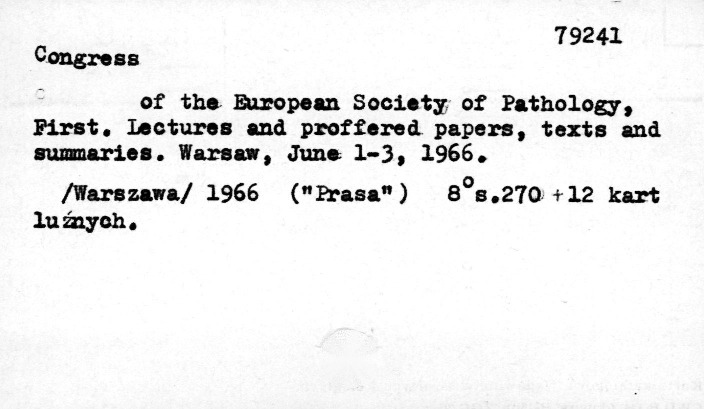 79241
Congress
of the European Society of Pathology,
First. Lectures and proffered papers, texts and
summaries. Warsaw, June 1-3, 1966.
/Warszawa/ 1966 ("Prasa") 8° s.270 +12 kart
luźnych.